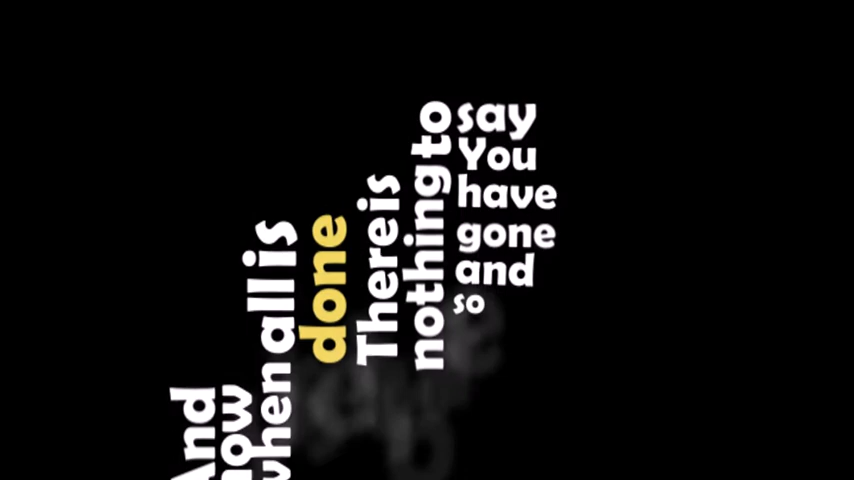 And
now
when all is
done
There is
nothing to
say
You
have
gone
and
so